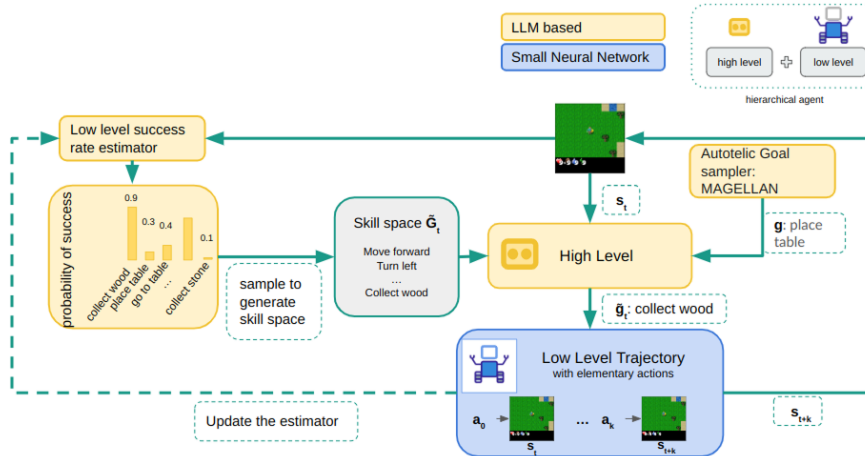 LLM based
Small Neural Network
high level
low level
hierarchical agent
Low level success
rate estimator
Autotelic Goal
sampler:
MAGELLAN
probability of success
0.9
0.3
0.4
0.1
collect wood
place table
go to table
...
collect stone
sample to
generate
skill space
Skill space G̃t
Move forward
Turn left
...
Collect wood
st
High Level
g: place
table
g̃t: collect wood
Low Level Trajectory
with elementary actions
a0
st
...
ak
st+k
Update the estimator
st+k